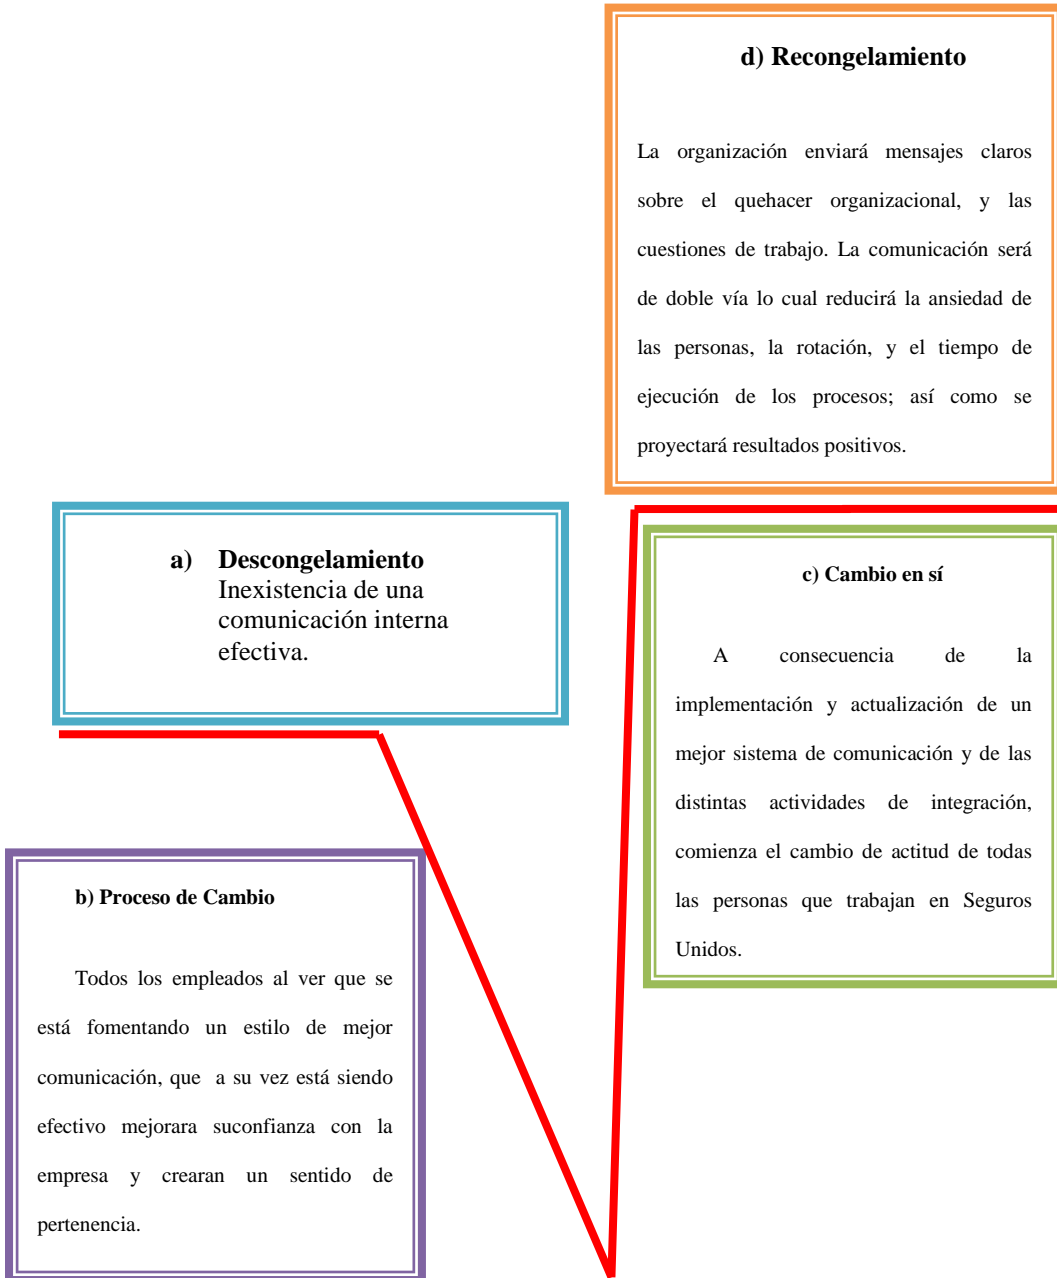 d) Recongelamiento
La organización enviará mensajes claros
sobre el quehacer organizacional, y las
cuestiones de trabajo. La comunicación será
de doble vía lo cual reducirá la ansiedad de
las personas, la rotación, y el tiempo de
ejecución de los procesos; así como se
proyectará resultados positivos.
a) Descongelamiento
Inexistencia de una
comunicación interna
efectiva.
c) Cambio en sí
A consecuencia de la
implementación y actualización de un
mejor sistema de comunicación y de las
distintas actividades de integración,
comienza el cambio de actitud de todas
las personas que trabajan en Seguros
Unidos.
b) Proceso de Cambio
Todos los empleados al ver que se
está fomentando un estilo de mejor
comunicación, que a su vez está siendo
efectivo mejorara suconfianza con la
empresa y crearan un sentido de
pertenencia.